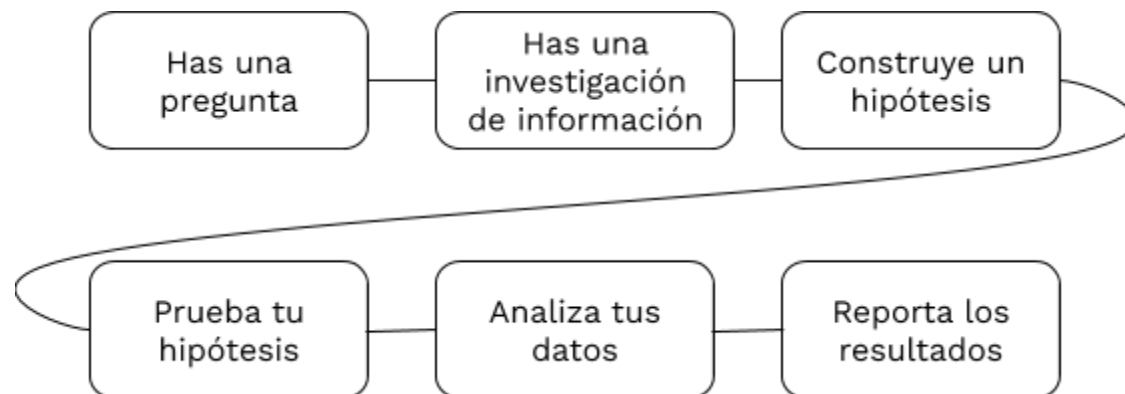 Has una
pregunta
Has una
investigación
de información
Construye un
hipótesis
Prueba tu
hipótesis
Analiza tus
datos
Reporta los
resultados